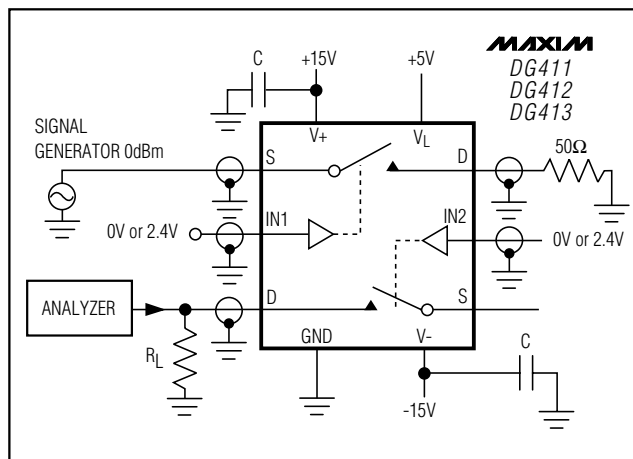 MAXIM
DG411
DG412
DG413
C
+15V
+5V
V+
VL
SIGNAL
GENERATOR 0dBm
S
D
50Ω
IN1
IN2
0V or 2.4V
0V or 2.4V
ANALYZER
D
S
RL
GND
V-
C
-15V